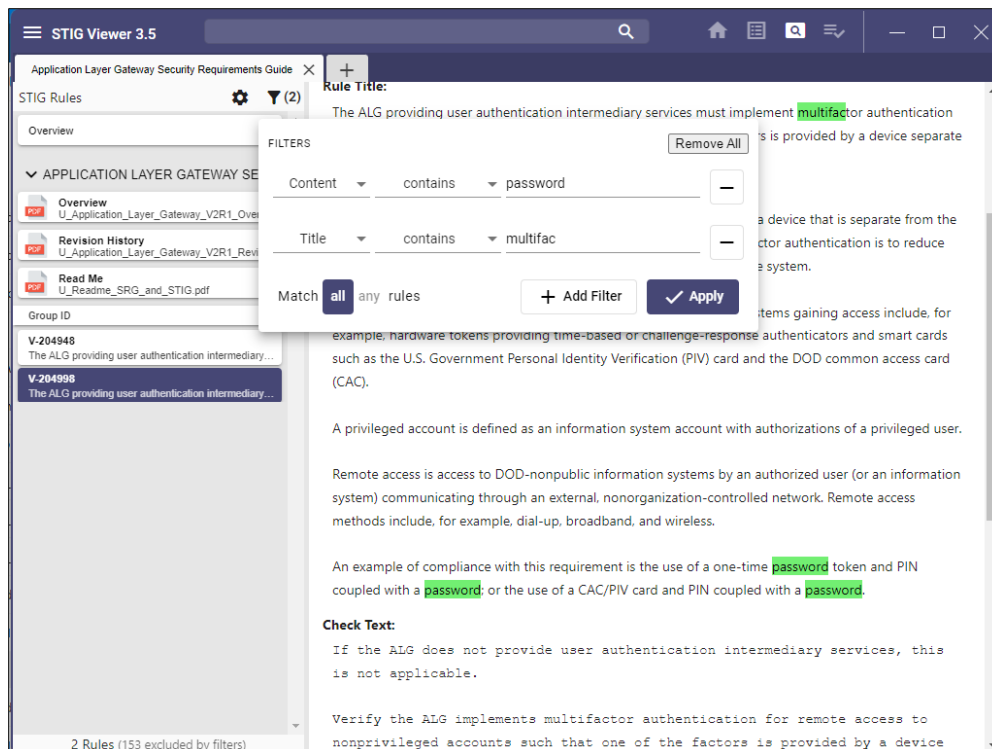 STIG Viewer 3.5
Application Layer Gateway Security Requirements Guide
STIG Rules
(2)
Overview
APPLICATION LAYER GATEWAY SE
Overview
U_Application_Layer_Gateway_V2R1_Over
Revision History
U_Application_Layer_Gateway_V2R1_Revi
Read Me
U_Readme_SRG_and_STIG.pdf
Group ID
V-204948
The ALG providing user authentication intermediary...
V-204998
The ALG providing user authentication intermediary...
2 Rules (153 excluded by filters)
FILTERS
Remove All
Content contains password
Title contains multifac
Match all any rules
Add Filter
Apply
Rule Title:
The ALG providing user authentication intermediary services must implement multifactor authentication
rs is provided by a device separate
a device that is separate from the
ctor authentication is to reduce
e system.
stems gaining access include, for
example, hardware tokens providing time-based or challenge-response authenticators and smart cards
such as the U.S. Government Personal Identity Verification (PIV) card and the DOD common access card
(CAC).
A privileged account is defined as an information system account with authorizations of a privileged user.
Remote access is access to DOD-nonpublic information systems by an authorized user (or an information
system) communicating through an external, nonorganization-controlled network. Remote access
methods include, for example, dial-up, broadband, and wireless.
An example of compliance with this requirement is the use of a one-time password token and PIN
coupled with a password; or the use of a CAC/PIV card and PIN coupled with a password.
Check Text:
If the ALG does not provide user authentication intermediary services, this
is not applicable.
Verify the ALG implements multifactor authentication for remote access to
nonprivileged accounts such that one of the factors is provided by a device